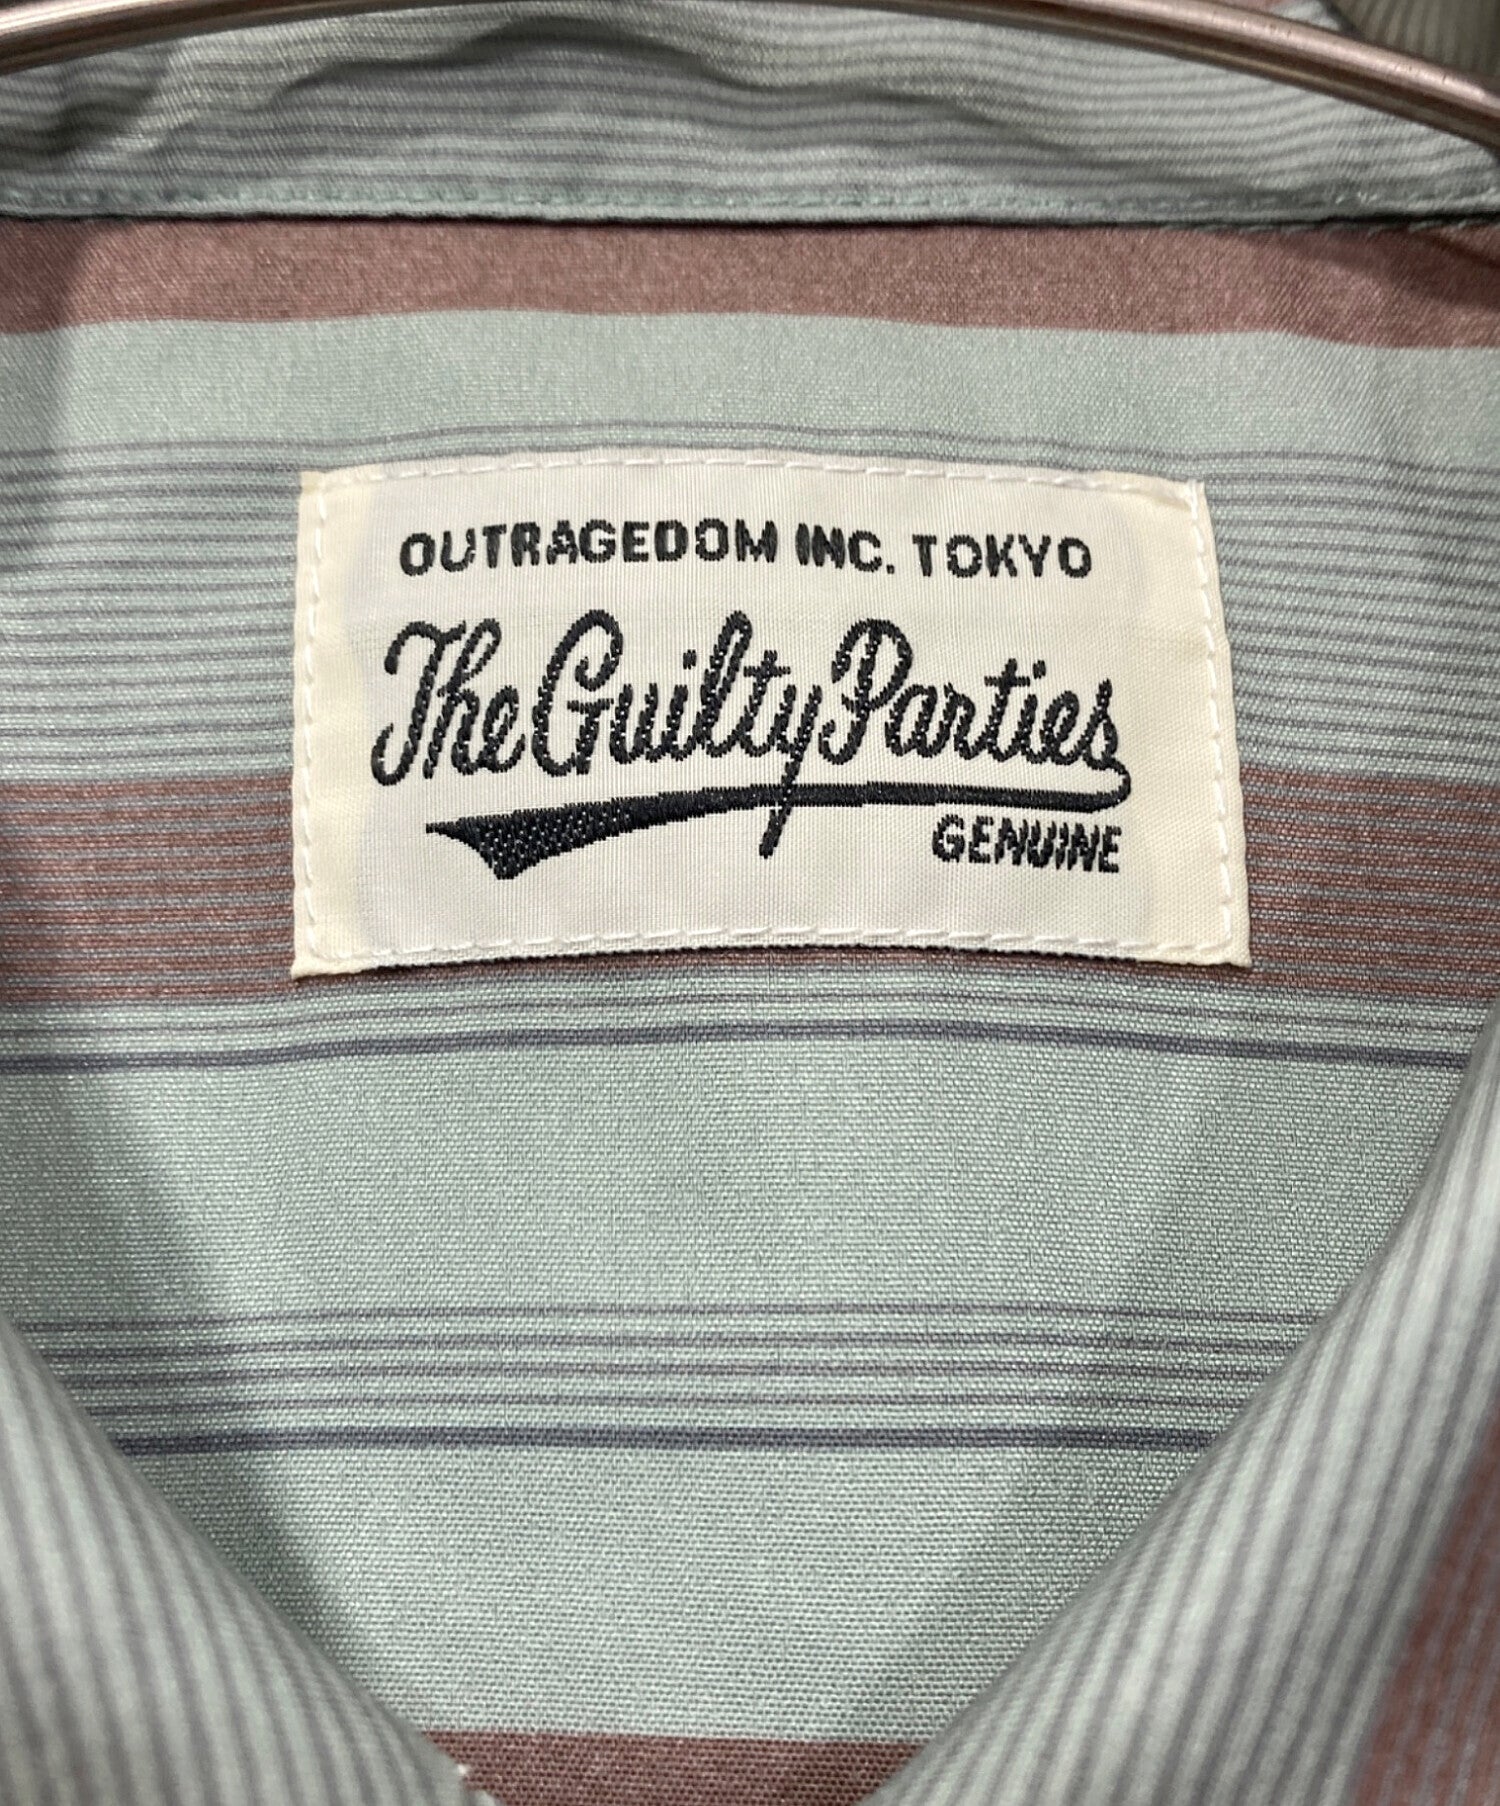 OUTRAGEDOM INC. TOKYO
The Guilty Parties
GENUINE